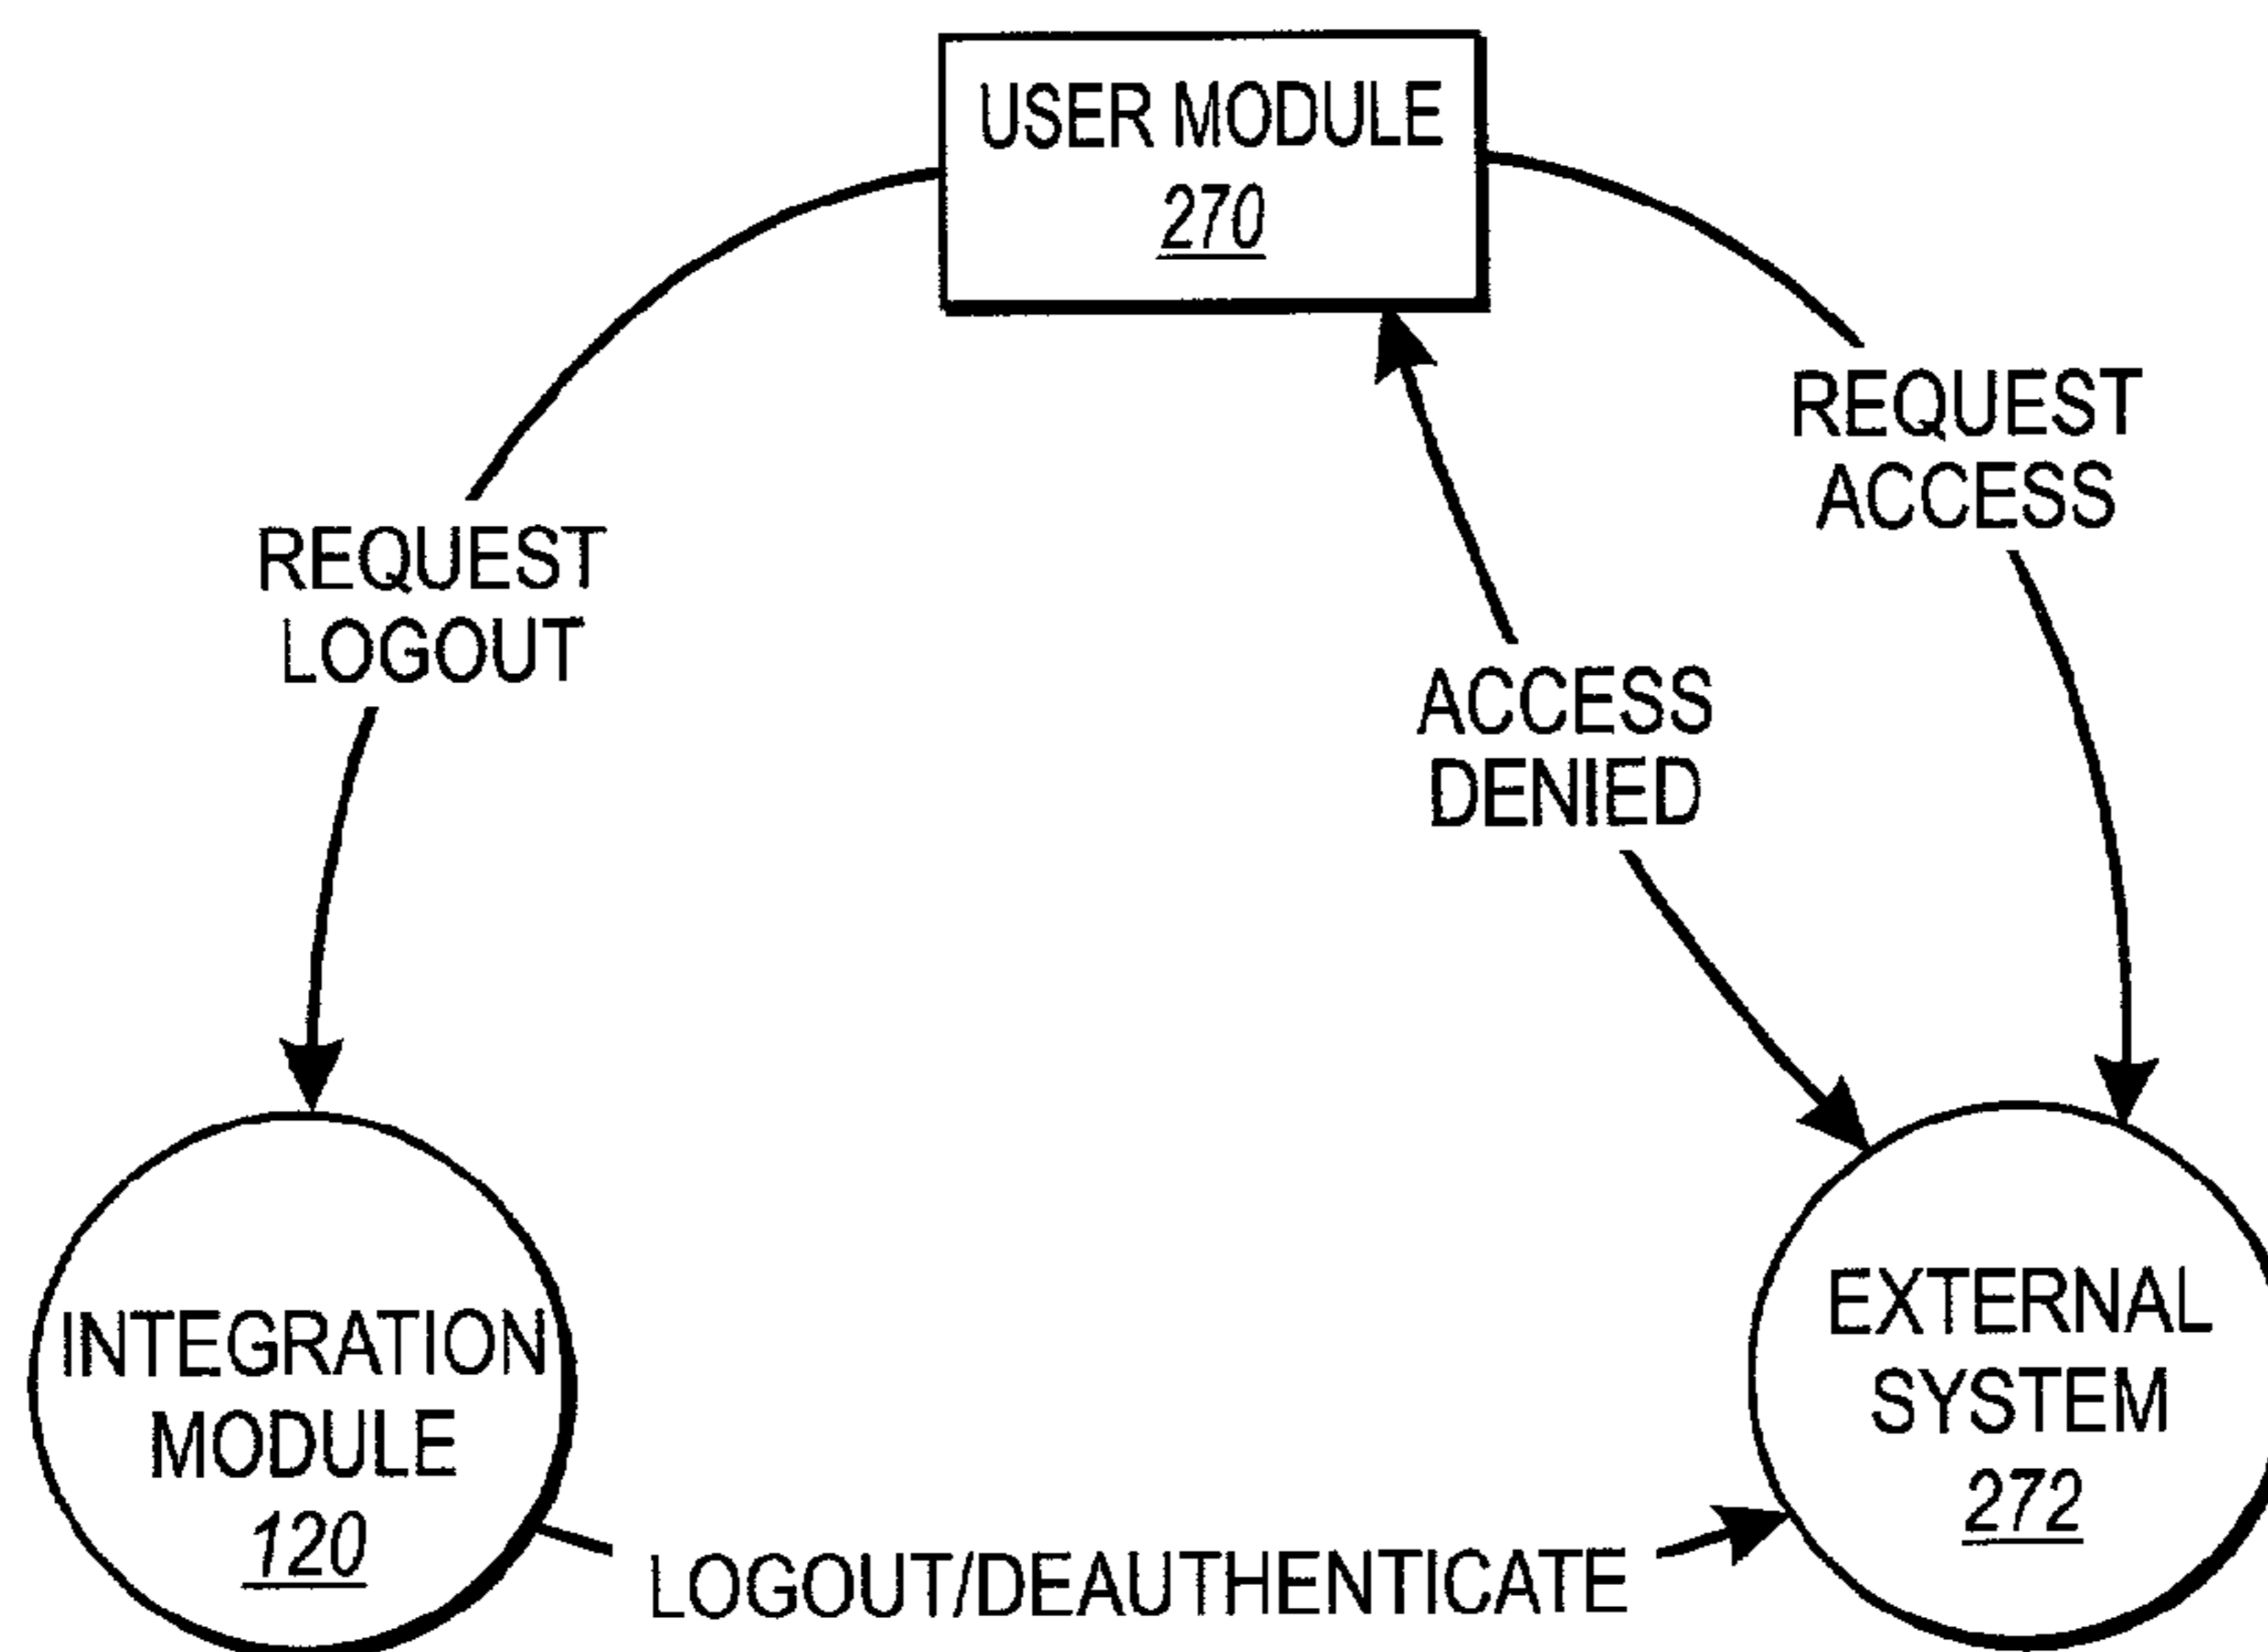 USER MODULE
270
REQUEST
LOGOUT
REQUEST
ACCESS
ACCESS
DENIED
INTEGRATION
MODULE
120
EXTERNAL
SYSTEM
272
LOGOUT/DEAUTHENTICATE